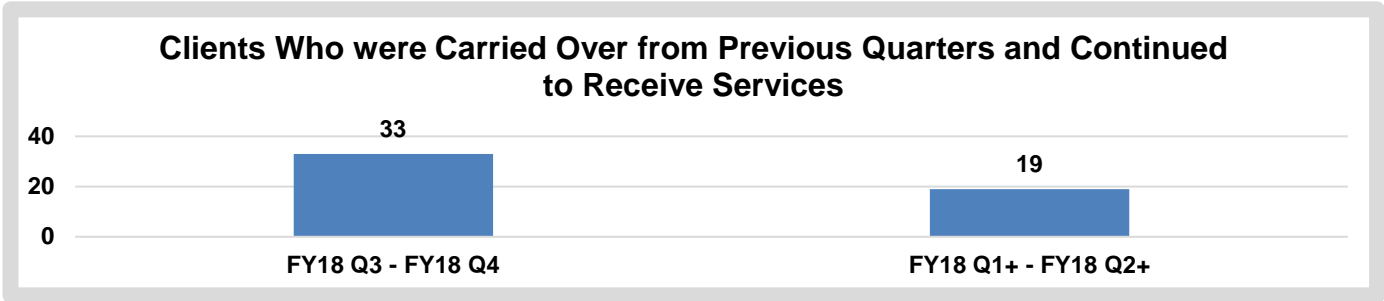 Clients Who were Carried Over from Previous Quarters and Continued
to Receive Services
33
40
19
20
0
FY18 Q3 - FY18 Q4
FY18 Q1+ - FY18 Q2+